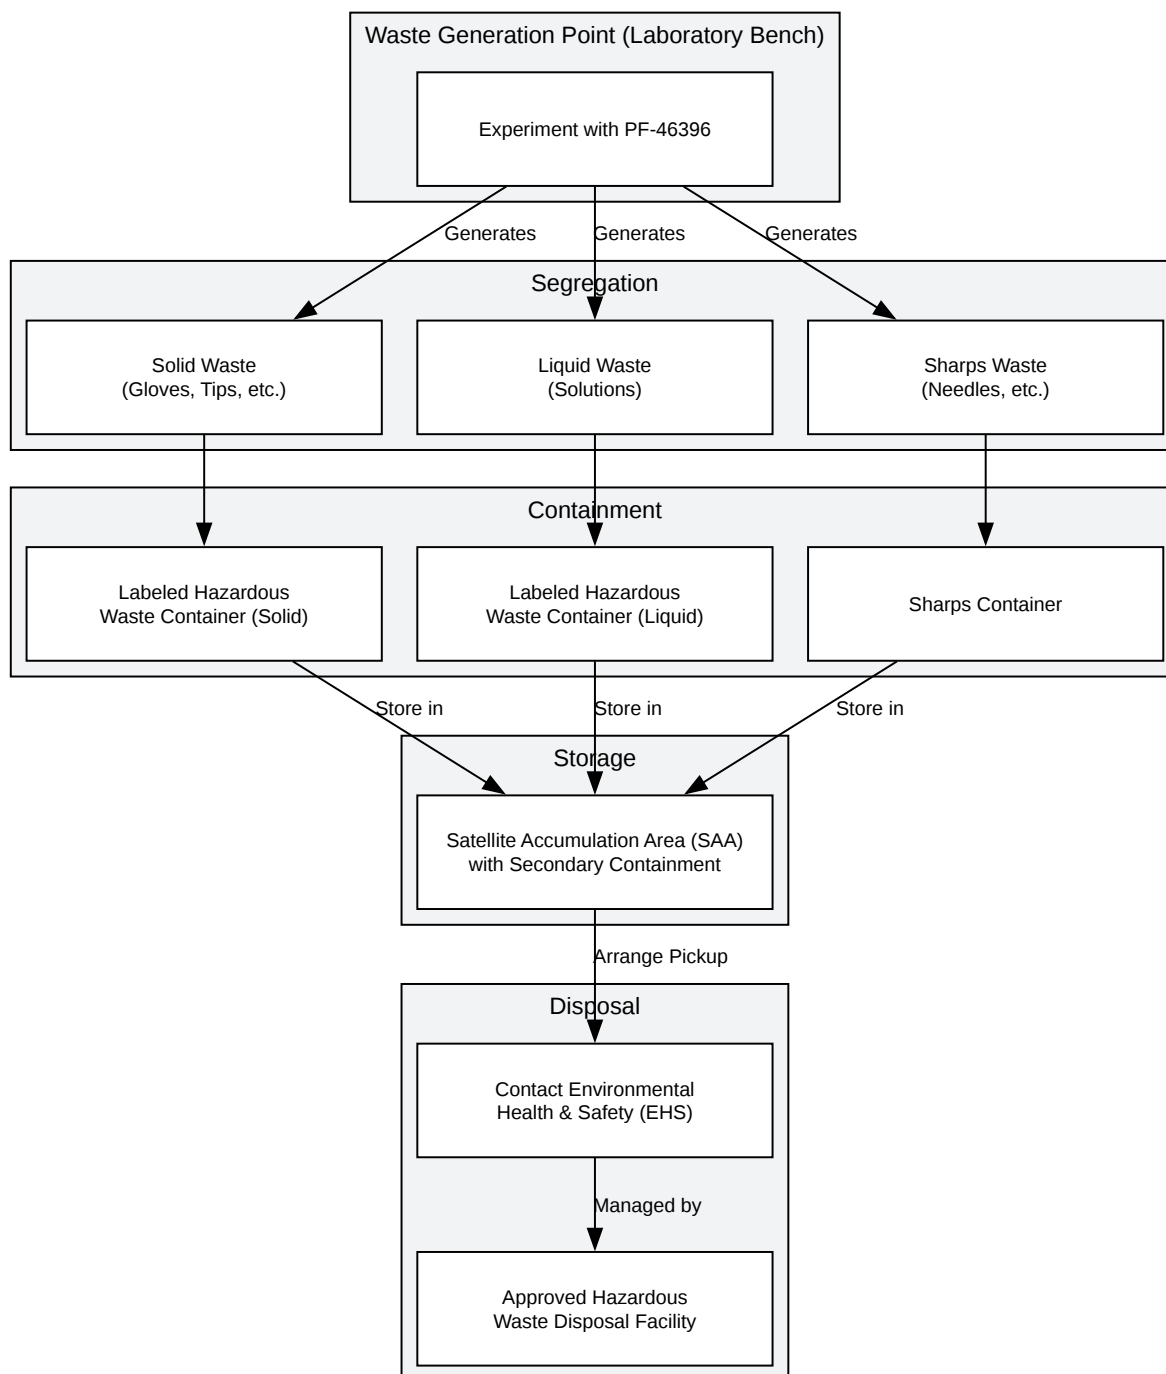 Waste Generation Point (Laboratory Bench)
Experiment with PF-46396
Generates
Generates
Generates
Segregation
Solid Waste
(Gloves, Tips, etc.)
Liquid Waste
(Solutions)
Sharps Waste
(Needles, etc.)
Containment
Labeled Hazardous
Waste Container (Solid)
Labeled Hazardous
Waste Container (Liquid)
Sharps Container
Store in
Store in
Store in
Storage
Satellite Accumulation Area (SAA)
with Secondary Containment
Arrange Pickup
Disposal
Contact Environmental
Health & Safety (EHS)
Managed by
Approved Hazardous
Waste Disposal Facility